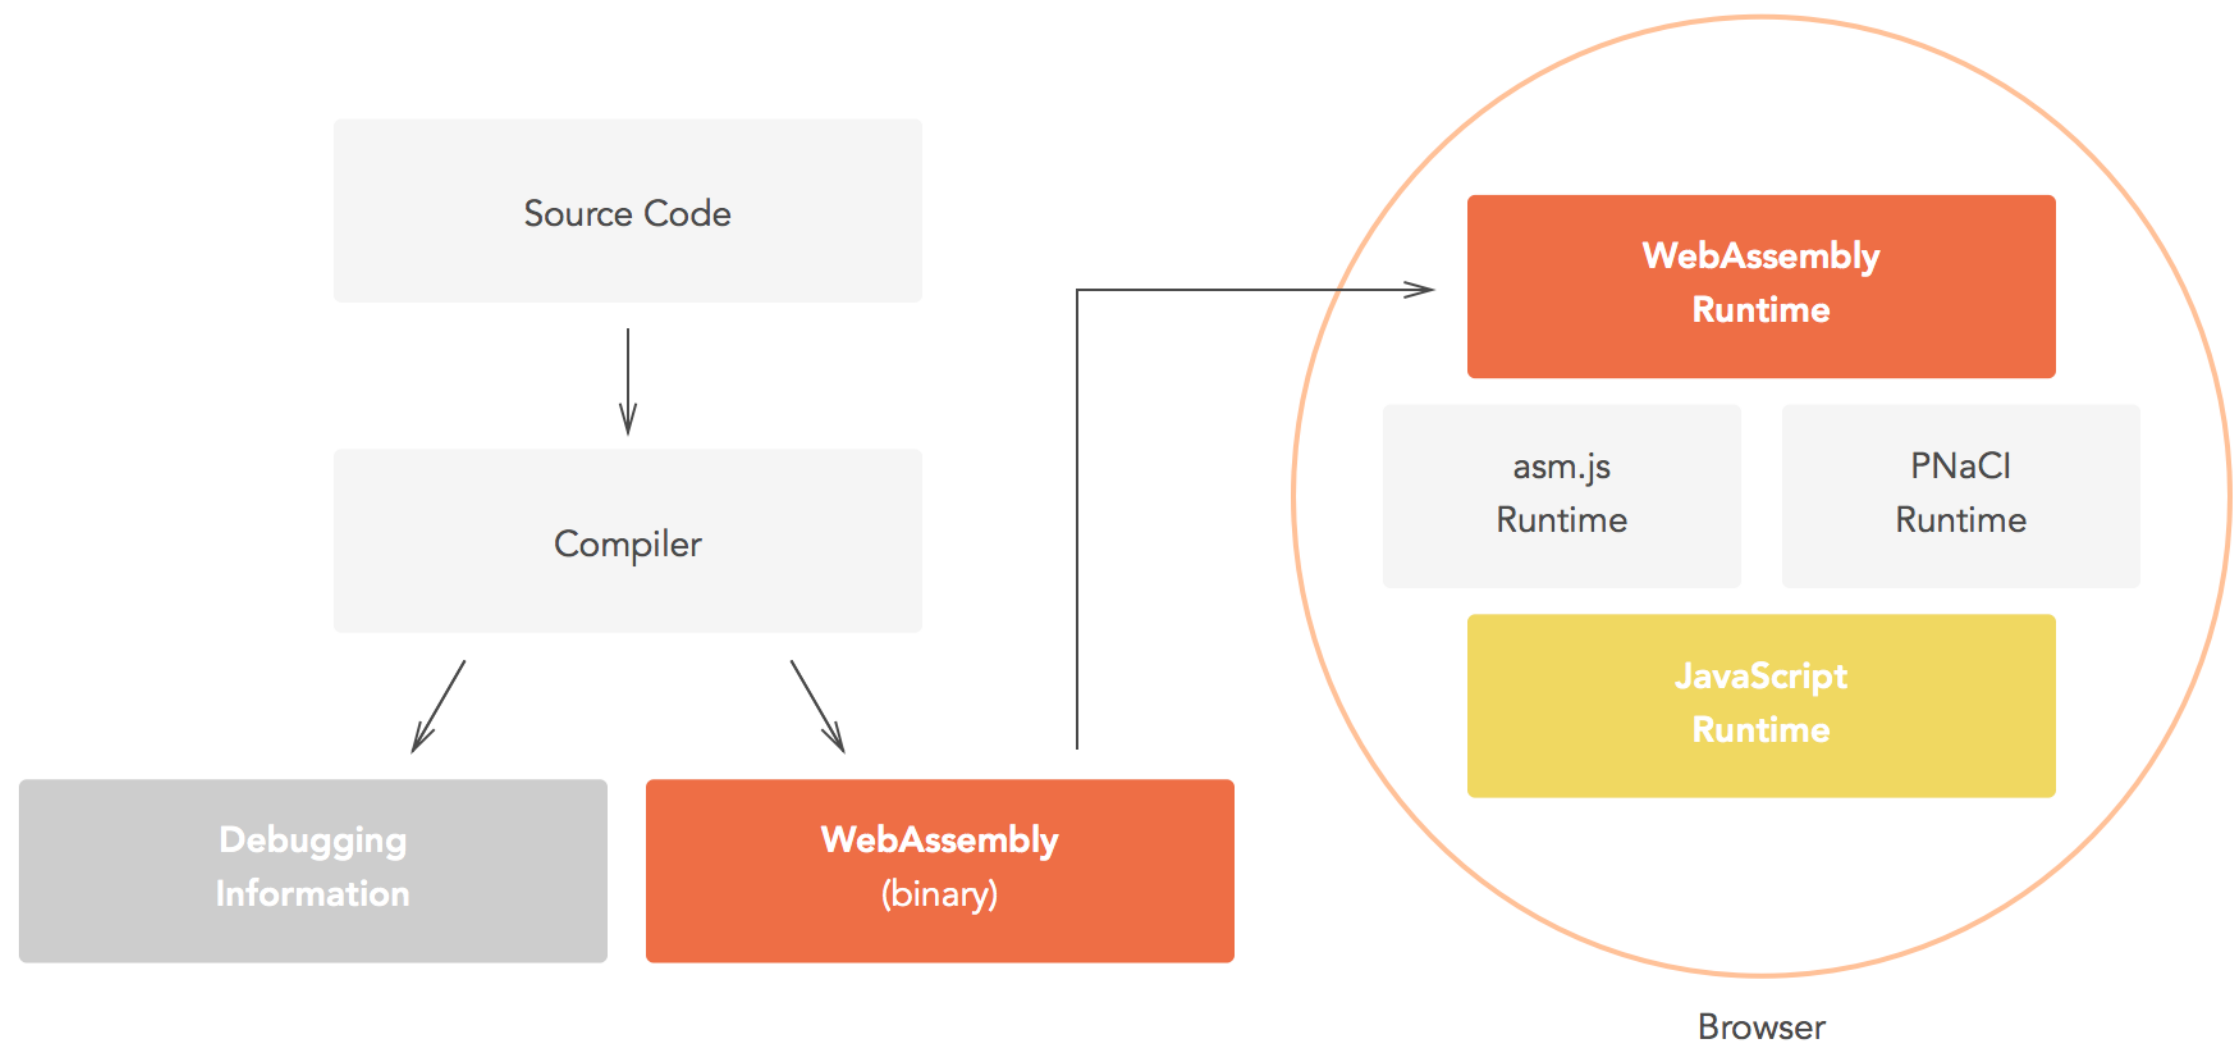 Source Code
Compiler
Debugging
Information
WebAssembly
(binary)
WebAssembly
Runtime
asm.js
Runtime
PNaCl
Runtime
JavaScript
Runtime
Browser